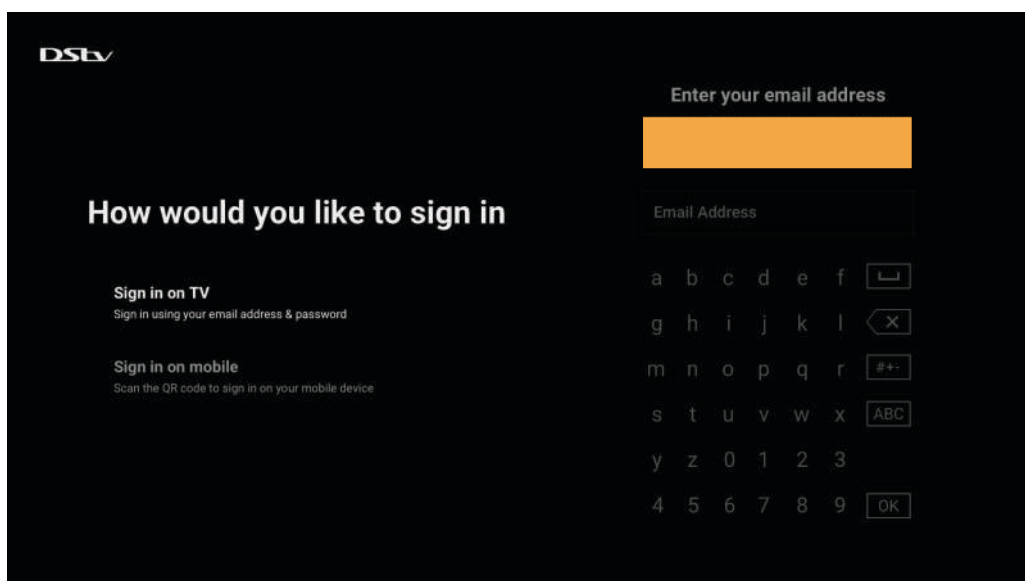 DStv
How would you like to sign in
Sign in on TV
Sign in using your email address & password
Sign in on mobile
Scan the QR code to sign in on your mobile device
Enter your email address
Email Address
a b c d e f
g h i j k l
m n o p q r #+-
s t u v w x ABC
y z 0 1 2 3
4 5 6 7 8 9 OK